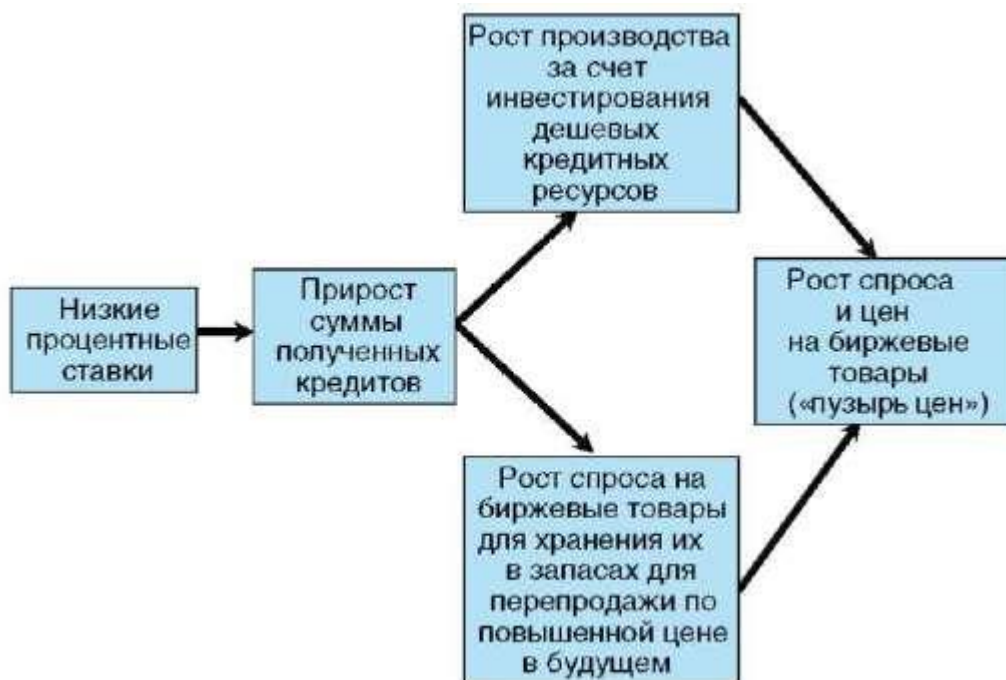 Низкие
процентные
ставки
Прирост
суммы
полученных
кредитов
Рост производства
за счет
инвестирования
дешевых
кредитных
ресурсов
Рост спроса на
биржевые товары
для хранения их
в запасах для
перепродажи по
повышенной цене
в будущем
Рост спроса
и цен
на биржевые
товары
(«пузырь цен»)